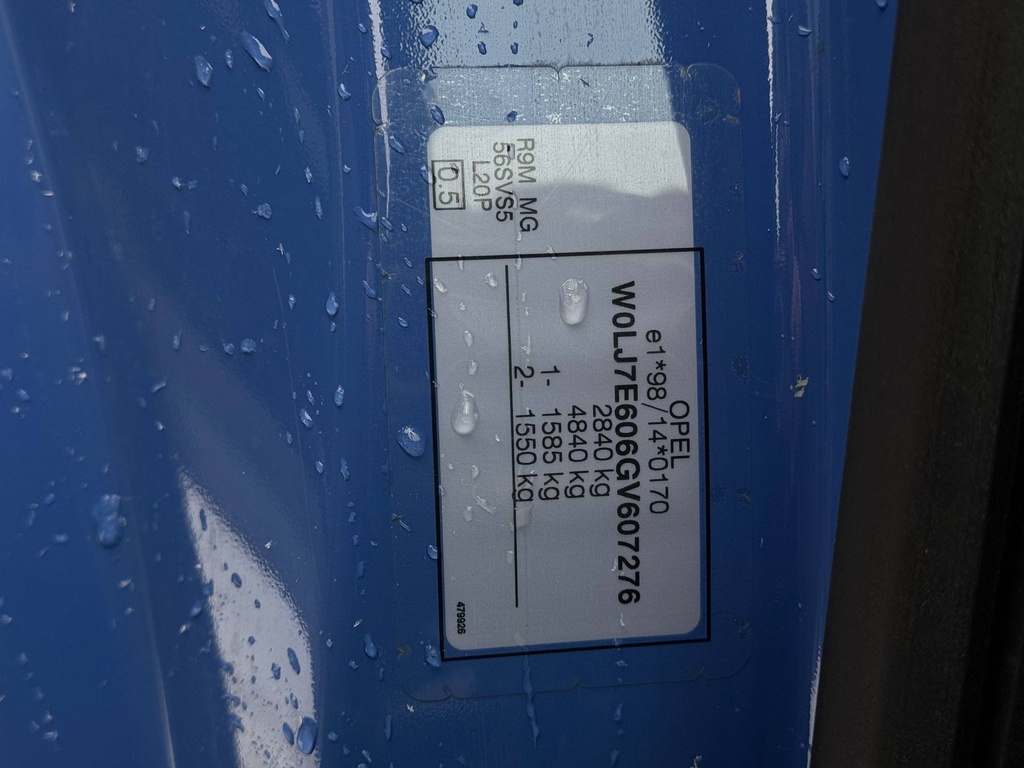 OPEL
e1*98/14*0170
W0LJ7E606GV607276
2840 kg
4840 kg
1- 1585 kg
2- 1550 kg
479926
R9M MG
56SVS5
L20P
0.5